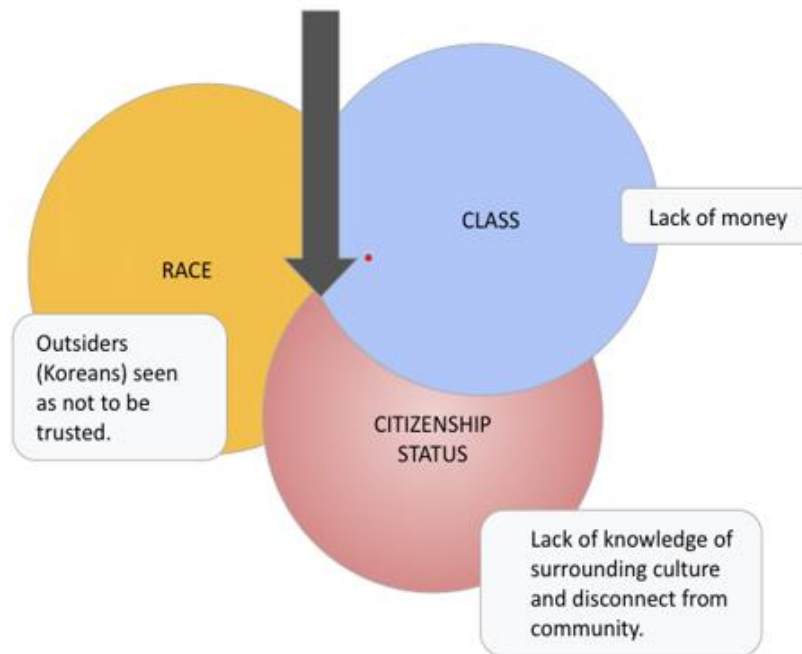 CLASS
Lack of money
RACE
Outsiders
(Koreans) seen
as not to be
trusted.
CITIZENSHIP
STATUS
Lack of knowledge of
surrounding culture
and disconnect from
community.